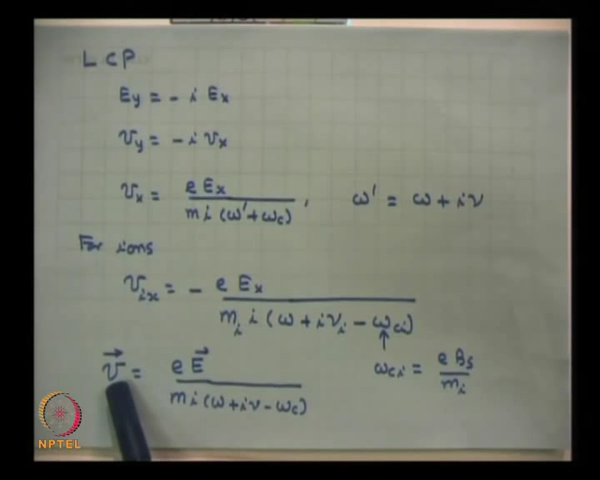 LCP
Ey = - i Ex
vy = - i vx
vx = e Ex / m i (ω' + ωc) , ω' = ω + iν
For ions
vix = - e Ex / mi i (ω + iνi - ωci)
↑
v⃗ = e E⃗ / m i (ω + iν - ωc) ωci = e Bs / mi
NPTEL